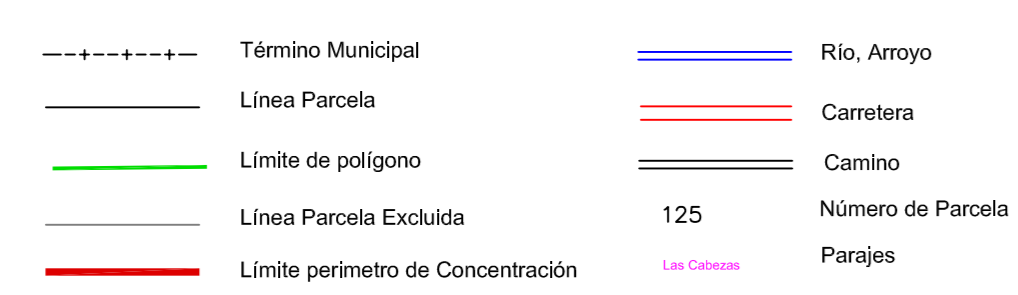 Término Municipal
Línea Parcela
Límite de polígono
Línea Parcela Excluida
Límite perimetro de Concentración
Río, Arroyo
Carretera
Camino
125 Número de Parcela
Las Cabezas Parajes